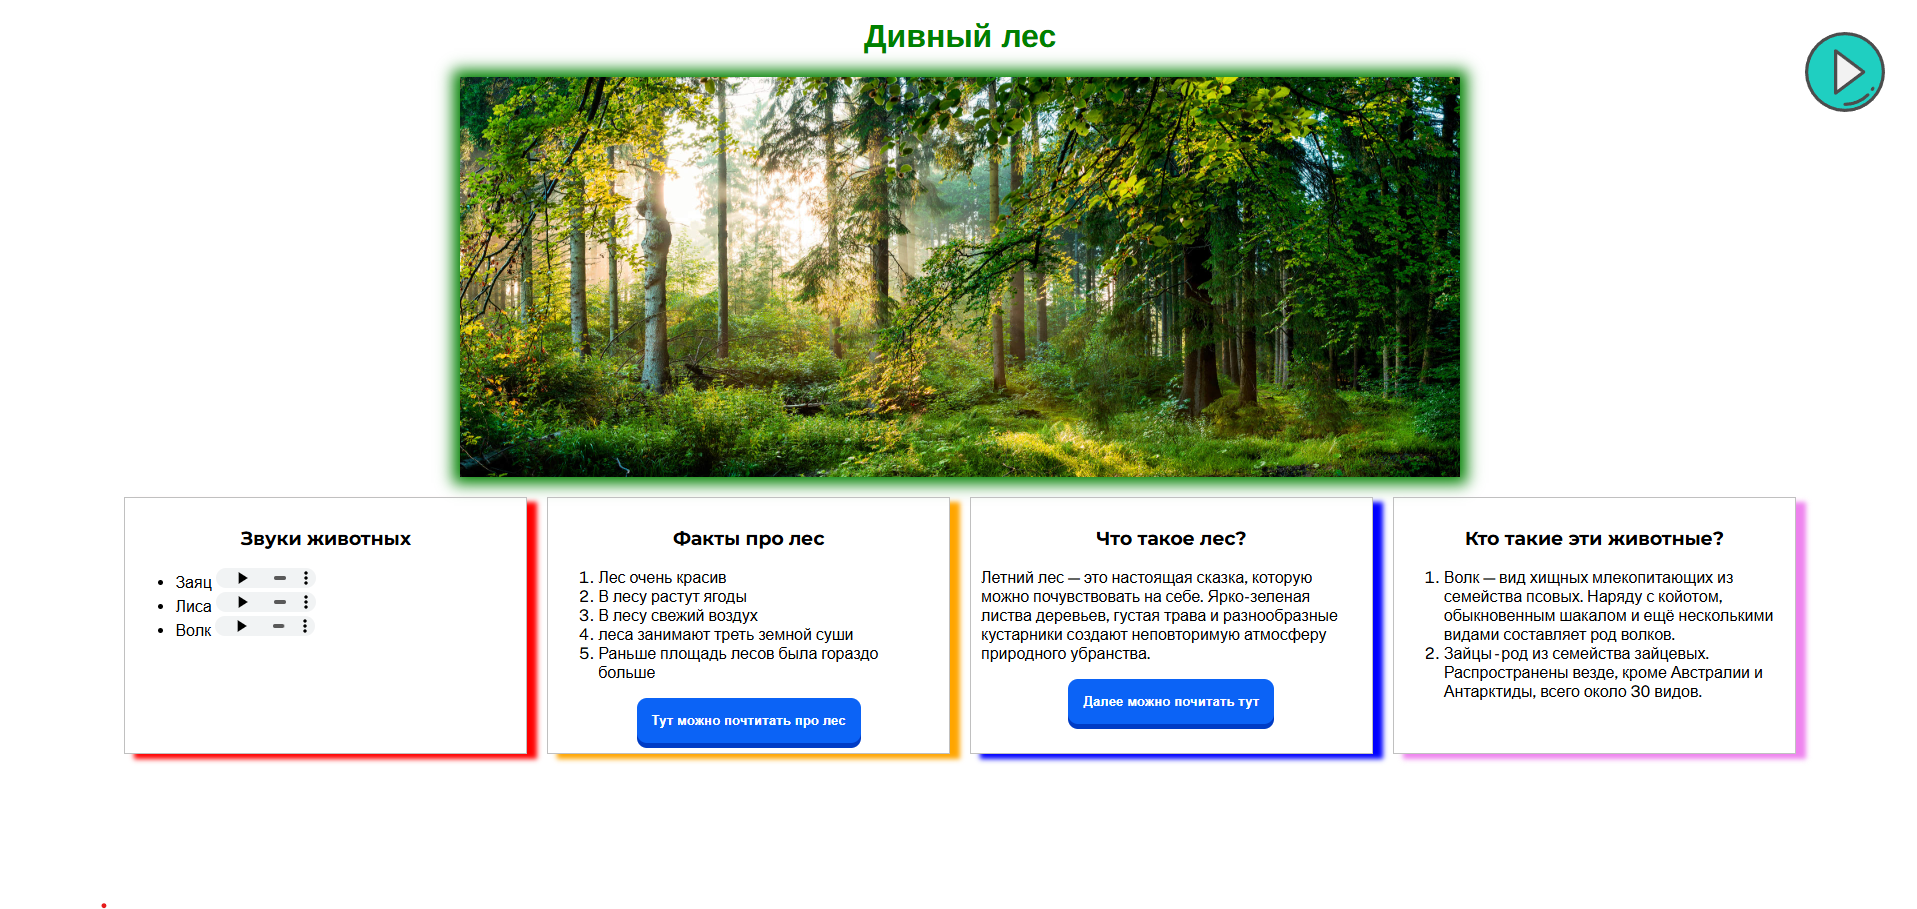 Дивный лес
Звуки животных
Заяц
Лиса
Волк
Факты про лес
1. Лес очень красив
2. В лесу растут ягоды
3. В лесу свежий воздух
4. леса занимают треть земной суши
5. Раньше площадь лесов была гораздо
больше
Тут можно почтитать про лес
Что такое лес?
Летний лес — это настоящая сказка, которую
можно почувствовать на себе. Ярко-зеленая
листва деревьев, густая трава и разнообразные
кустарники создают неповторимую атмосферу
природного убранства.
Далее можно почитать тут
Кто такие эти животные?
1. Волк — вид хищных млекопитающих из
семейства псовых. Наряду с койотом,
обыкновенным шакалом и ещё несколькими
видами составляет род волков.
2. Зайцы - род из семейства зайцевых.
Распространены везде, кроме Австралии и
Антарктиды, всего около 30 видов.